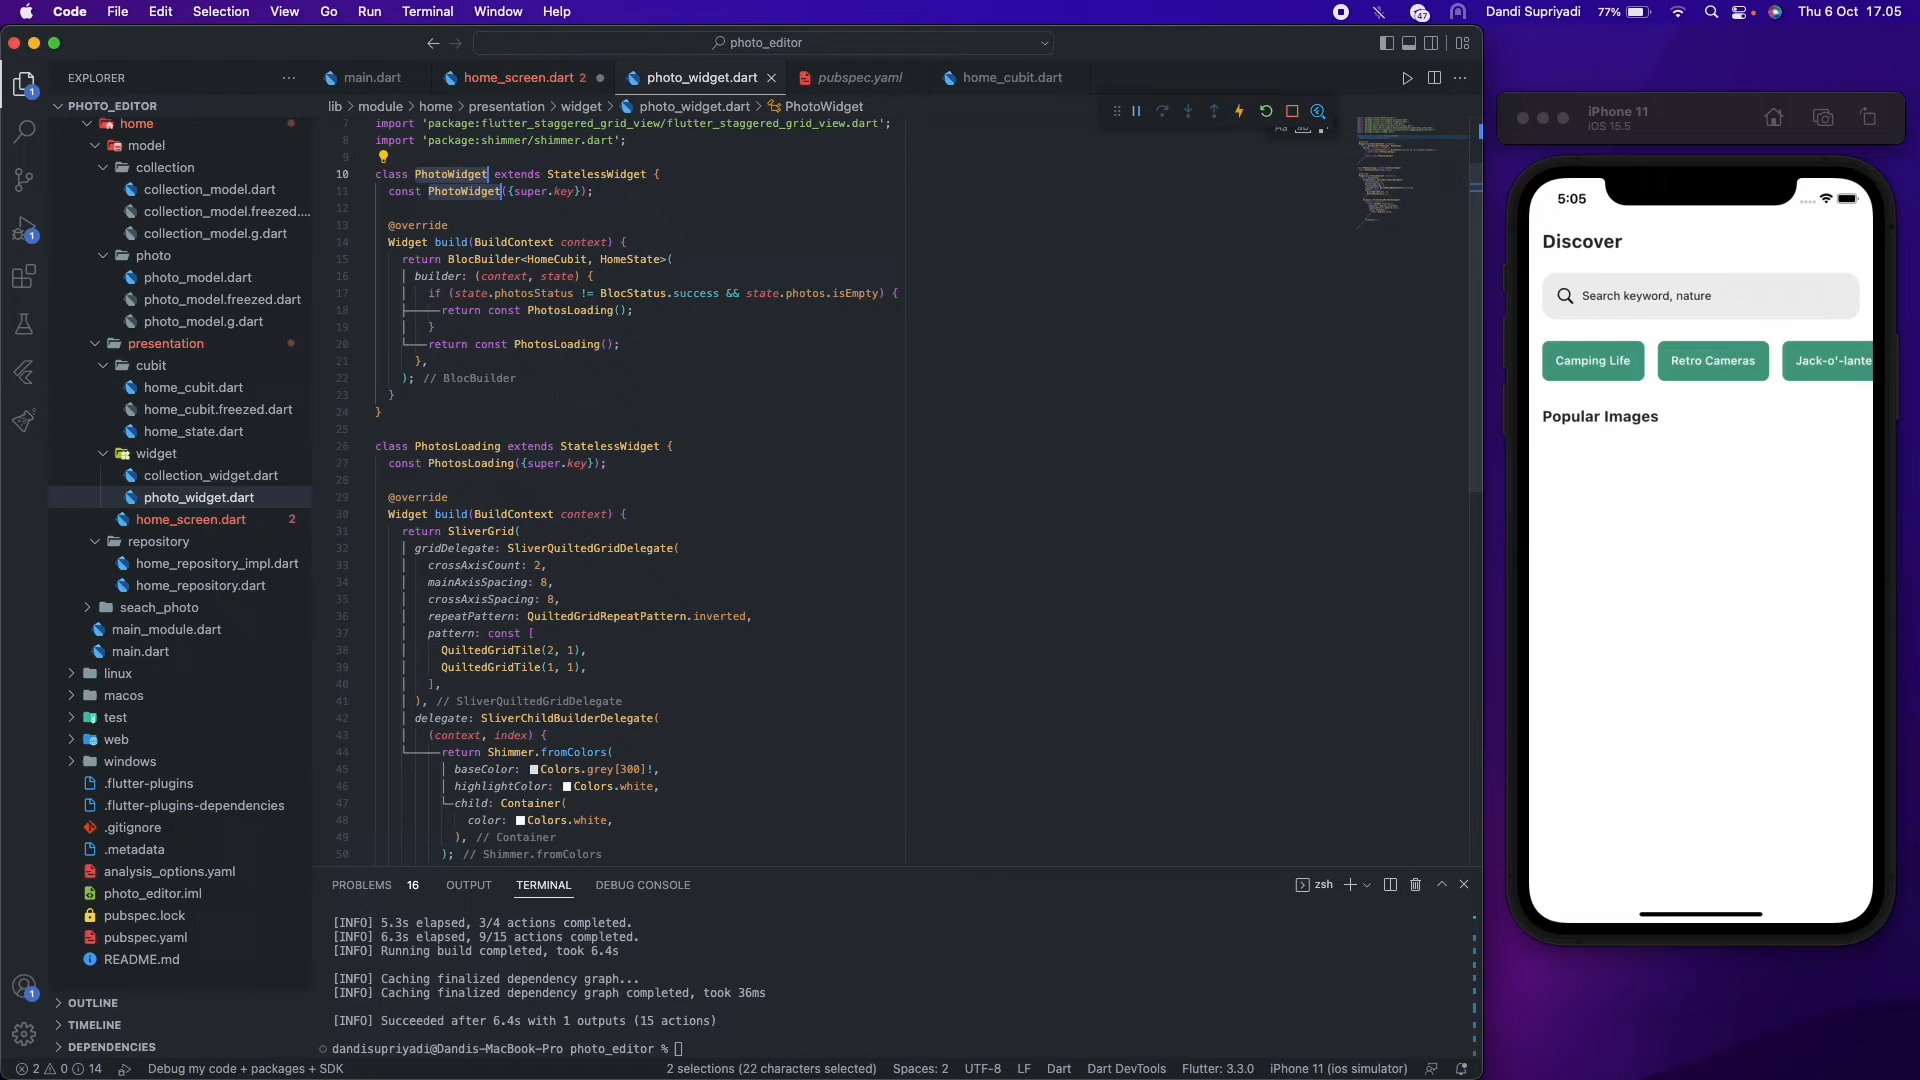 Code File Edit Selection View Go Run Terminal Window Help
47 Dandi Supriyadi 77% Thu 6 Oct 17.05
photo_editor
EXPLORER
main.dart
home_screen.dart 2
photo_widget.dart
pubspec.yaml
home_cubit.dart
lib > module > home > presentation > widget > photo_widget.dart > PhotoWidget
PHOTO_EDITOR
home
model
collection
collection_model.dart
collection_model.freezed....
collection_model.g.dart
photo
photo_model.dart
photo_model.freezed.dart
photo_model.g.dart
presentation
cubit
home_cubit.dart
home_cubit.freezed.dart
home_state.dart
widget
collection_widget.dart
photo_widget.dart
home_screen.dart 2
repository
home_repository_impl.dart
home_repository.dart
seach_photo
main_module.dart
main.dart
linux
macos
test
web
windows
.flutter-plugins
.flutter-plugins-dependencies
.gitignore
.metadata
analysis_options.yaml
photo_editor.iml
pubspec.lock
pubspec.yaml
README.md
OUTLINE
TIMELINE
DEPENDENCIES
1
1
1
7 import 'package:flutter_staggered_grid_view/flutter_staggered_grid_view.dart';
8 import 'package:shimmer/shimmer.dart';
9
10 class PhotoWidget extends StatelessWidget {
11 const PhotoWidget({super.key});
12
13 @override
14 Widget build(BuildContext context) {
15 return BlocBuilder<HomeCubit, HomeState>(
16 builder: (context, state) {
17 if (state.photosStatus != BlocStatus.success && state.photos.isEmpty) {
18 return const PhotosLoading();
19 }
20 return const PhotosLoading();
21 },
22 ); // BlocBuilder
23 }
24 }
25
26 class PhotosLoading extends StatelessWidget {
27 const PhotosLoading({super.key});
28
29 @override
30 Widget build(BuildContext context) {
31 return SliverGrid(
32 gridDelegate: SliverQuiltedGridDelegate(
33 crossAxisCount: 2,
34 mainAxisSpacing: 8,
35 crossAxisSpacing: 8,
36 repeatPattern: QuiltedGridRepeatPattern.inverted,
37 pattern: const [
38 QuiltedGridTile(2, 1),
39 QuiltedGridTile(1, 1),
40 ],
41 ), // SliverQuiltedGridDelegate
42 delegate: SliverChildBuilderDelegate(
43 (context, index) {
44 return Shimmer.fromColors(
45 baseColor: Colors.grey[300]!,
46 highlightColor: Colors.white,
47 child: Container(
48 color: Colors.white,
49 ), // Container
50 ); // Shimmer.fromColors
PROBLEMS 16 OUTPUT TERMINAL DEBUG CONSOLE
zsh
[INFO] 5.3s elapsed, 3/4 actions completed.
[INFO] 6.3s elapsed, 9/15 actions completed.
[INFO] Running build completed, took 6.4s
[INFO] Caching finalized dependency graph...
[INFO] Caching finalized dependency graph completed, took 36ms
[INFO] Succeeded after 6.4s with 1 outputs (15 actions)
dandisupriyadi@Dandis-MacBook-Pro photo_editor %
2 0 14 Debug my code + packages + SDK
2 selections (22 characters selected) Spaces: 2 UTF-8 LF Dart Dart DevTools Flutter: 3.3.0 iPhone 11 (ios simulator)
iPhone 11
iOS 15.5
5:05
Discover
Search keyword, nature
Camping Life
Retro Cameras
Jack-o'-lante
Popular Images